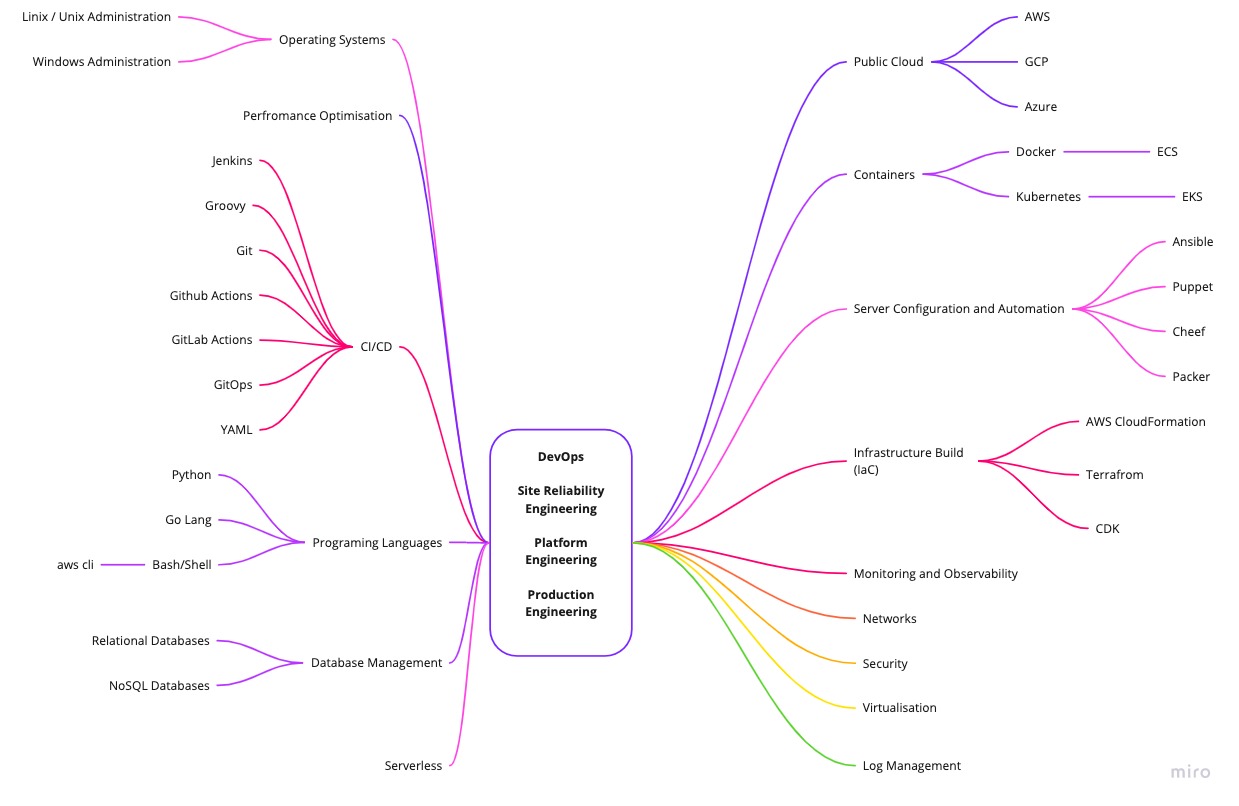 Linix / Unix Administration
Windows Administration
Operating Systems
Perfromance Optimisation
Jenkins
Groovy
Git
Github Actions
GitLab Actions
GitOps
YAML
CI/CD
Python
Go Lang
aws cli
Bash/Shell
Programing Languages
Relational Databases
NoSQL Databases
Database Management
Serverless
DevOps
Site Reliability
Engineering
Platform
Engineering
Production
Engineering
Public Cloud
AWS
GCP
Azure
Containers
Docker
ECS
Kubernetes
EKS
Server Configuration and Automation
Ansible
Puppet
Cheef
Packer
Infrastructure Build
(IaC)
AWS CloudFormation
Terrafrom
CDK
Monitoring and Observability
Networks
Security
Virtualisation
Log Management
miro